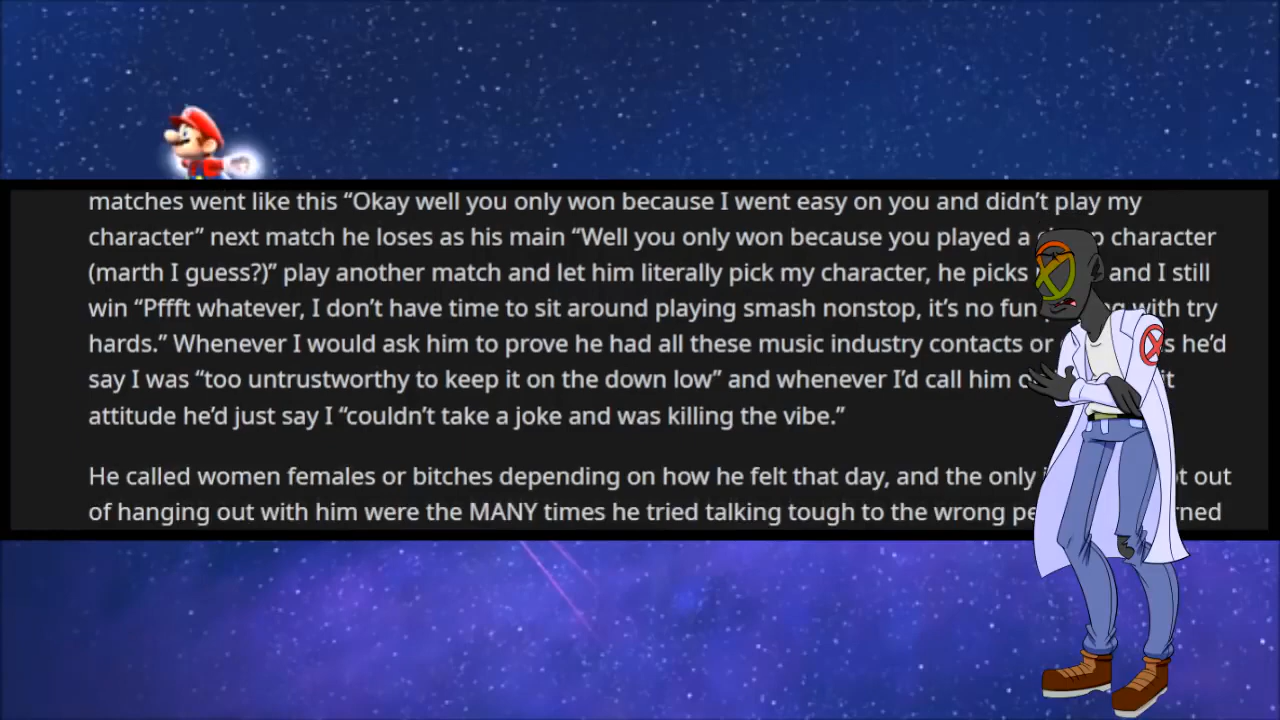 matches went like this “Okay well you only won because I went easy on you and didn’t play my
character” next match he loses as his main “Well you only won because you played a character
(marth I guess?)” play another match and let him literally pick my character, he picks and I still
win “Pffft whatever, I don’t have time to sit around playing smash nonstop, it’s no fun with try
hards.” Whenever I would ask him to prove he had all these music industry contacts or he’d
say I was “too untrustworthy to keep it on the down low” and whenever I’d call him
attitude he’d just say I “couldn’t take a joke and was killing the vibe.”
He called women females or bitches depending on how he felt that day, and the only out
of hanging out with him were the MANY times he tried talking tough to the wrong